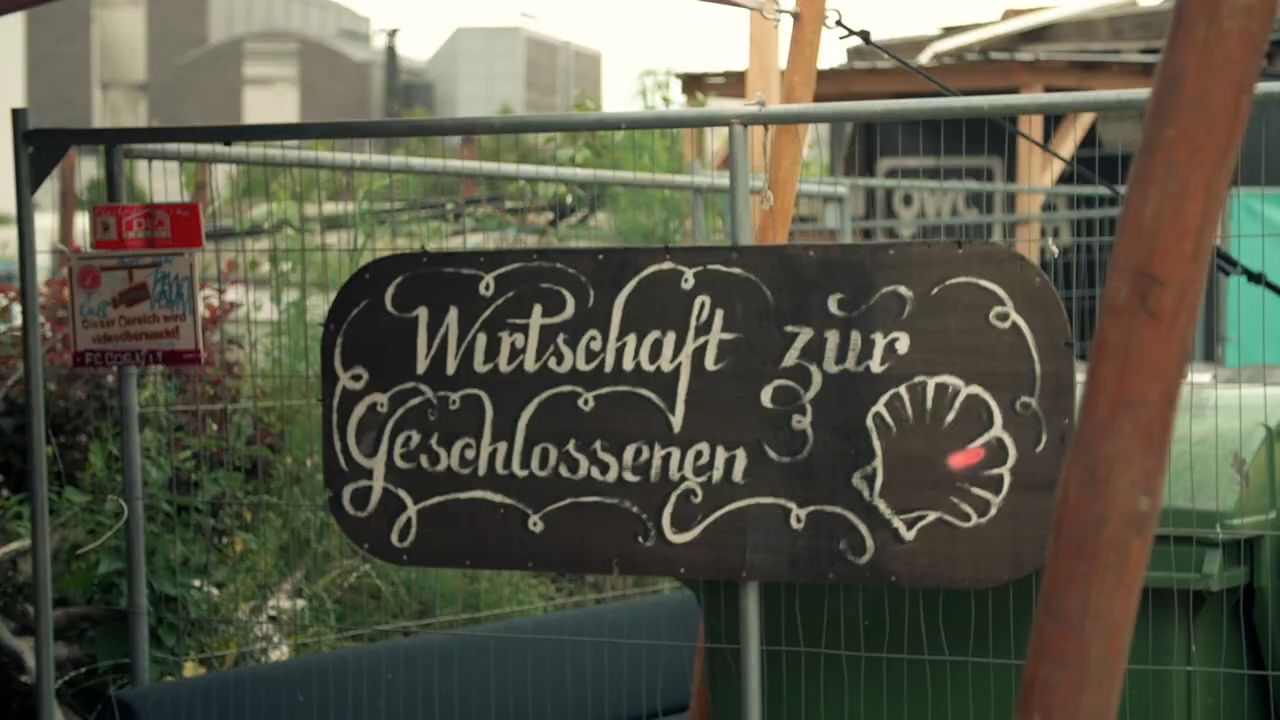 Wirtschaft zur
Geschlossenen
Dieser Bereich wird
videoüberwacht!